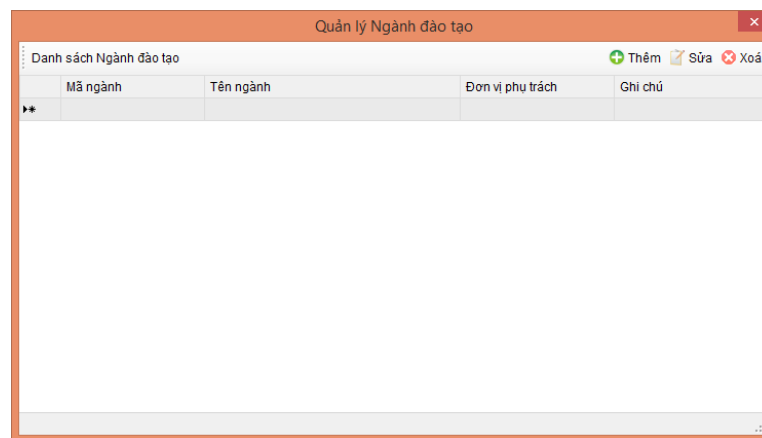 Quản lý Ngành đào tạo
Danh sách Ngành đào tạo Thêm Sửa Xoá
Mã ngành Tên ngành Đơn vị phụ trách Ghi chú